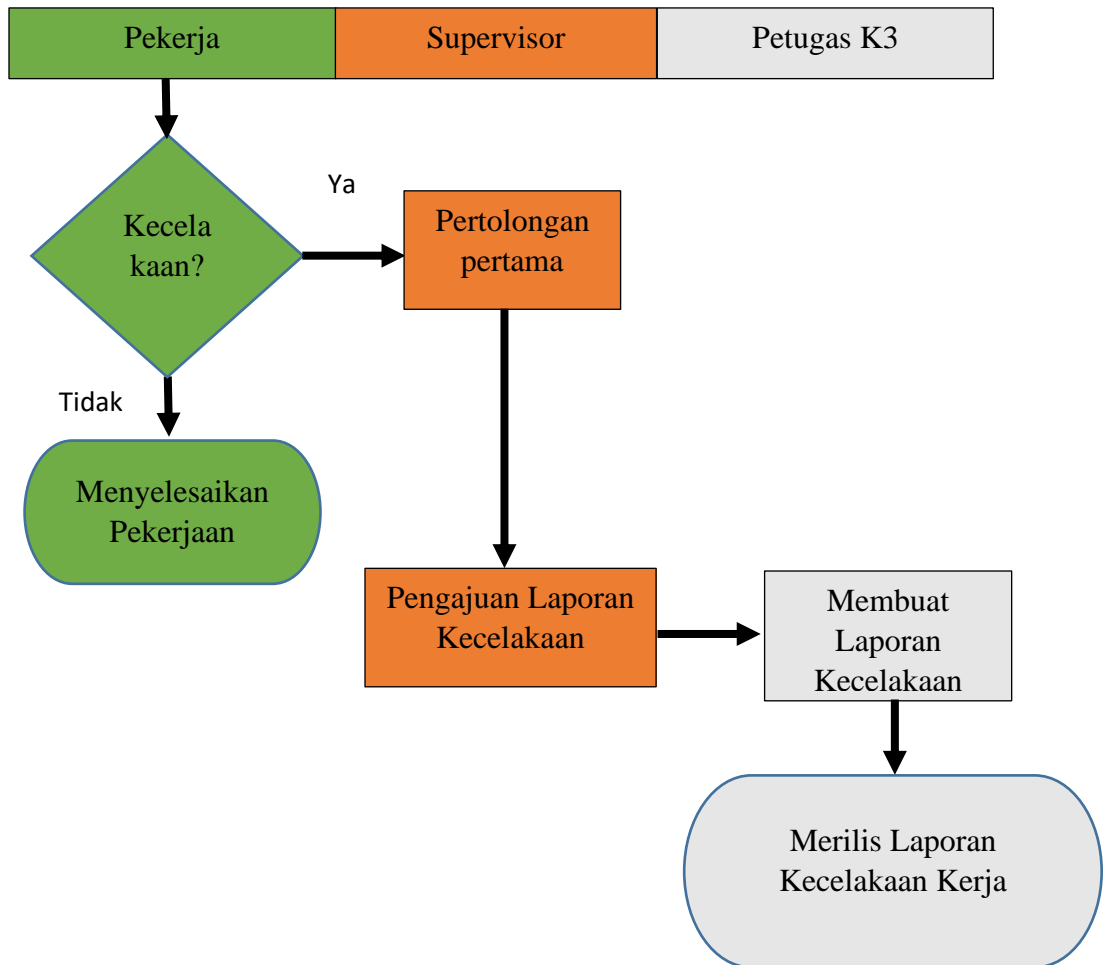 Pekerja
Supervisor
Petugas K3
Ya
Kecela
kaan?
Pertolongan
pertama
Tidak
Menyelesaikan
Pekerjaan
Pengajuan Laporan
Kecelakaan
Membuat
Laporan
Kecelakaan
Merilis Laporan
Kecelakaan Kerja